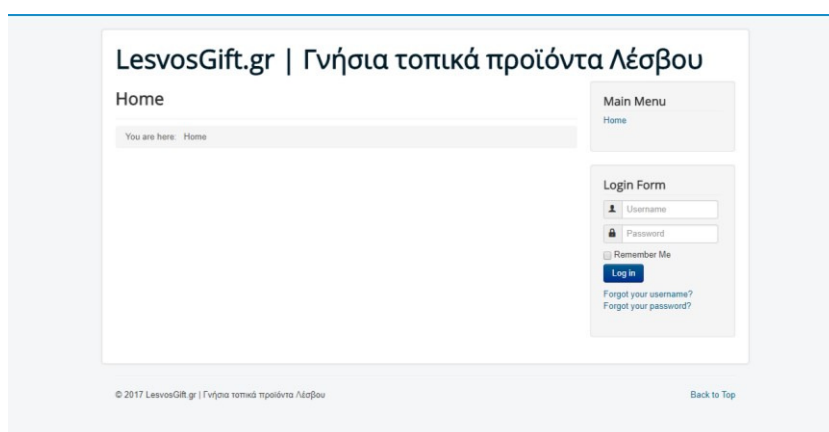 LesvosGift.gr | Γνήσια τοπικά προϊόντα Λέσβου
Home
You are here: Home
Main Menu
Home
Login Form
Username
Password
Remember Me
Log in
Forgot your username?
Forgot your password?
© 2017 LesvosGift.gr | Γνήσια τοπικά προϊόντα Λέσβου
Back to Top